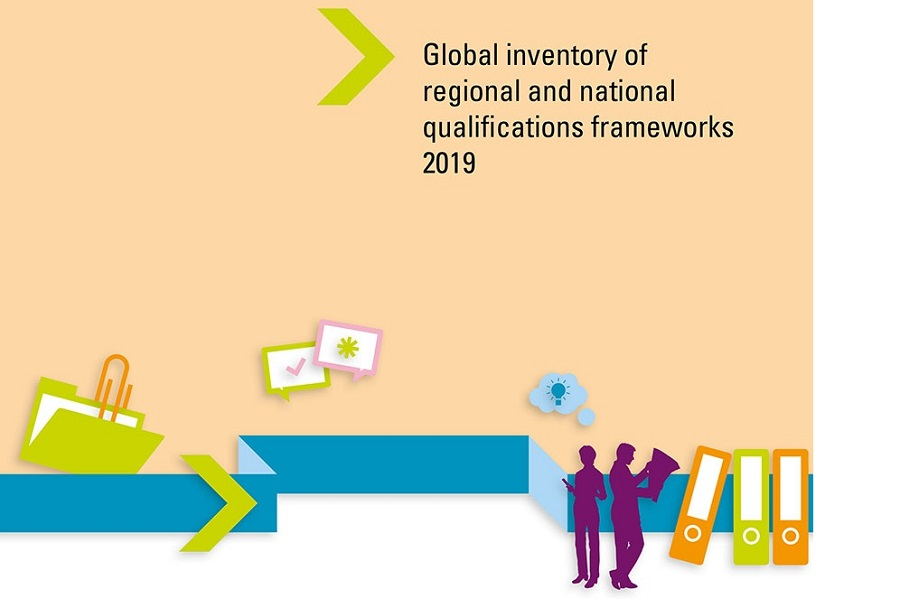 Global inventory of
regional and national
qualifications frameworks
2019